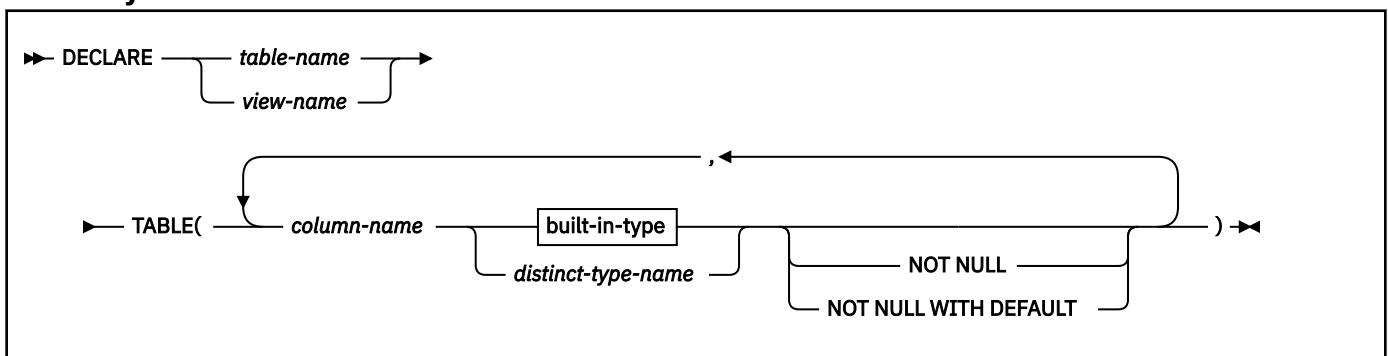 DECLARE table-name
view-name
,
TABLE( column-name built-in-type )
distinct-type-name NOT NULL
NOT NULL WITH DEFAULT